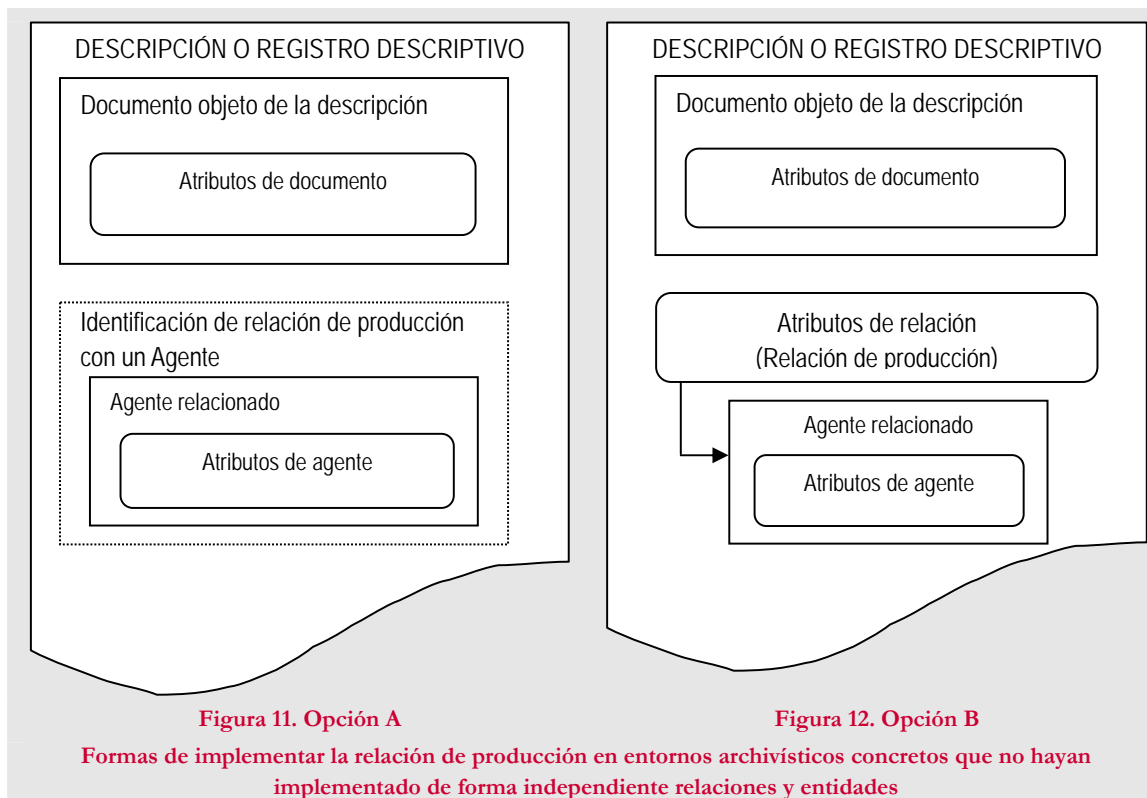 DESCRIPCIÓN O REGISTRO DESCRIPTIVO
Documento objeto de la descripción
Atributos de documento
Identificación de relación de producción
con un Agente
Agente relacionado
Atributos de agente
DESCRIPCIÓN O REGISTRO DESCRIPTIVO
Documento objeto de la descripción
Atributos de documento
Atributos de relación
(Relación de producción)
Agente relacionado
Atributos de agente
Figura 11. Opción A
Figura 12. Opción B
Formas de implementar la relación de producción en entornos archivísticos concretos que no hayan
implementado de forma independiente relaciones y entidades